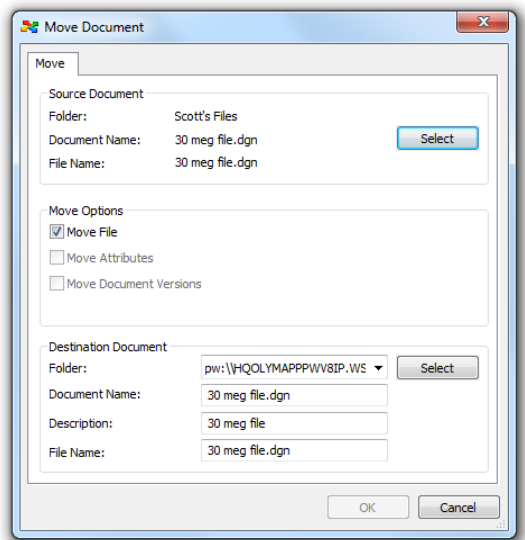 Move Document
Move
Source Document
Folder: Scott's Files
Document Name: 30 meg file.dgn Select
File Name: 30 meg file.dgn
Move Options
Move File
Move Attributes
Move Document Versions
Destination Document
Folder: pw:\\HQOLYMAPPPWV8IP.WS Select
Document Name: 30 meg file.dgn
Description: 30 meg file
File Name: 30 meg file.dgn
OK Cancel